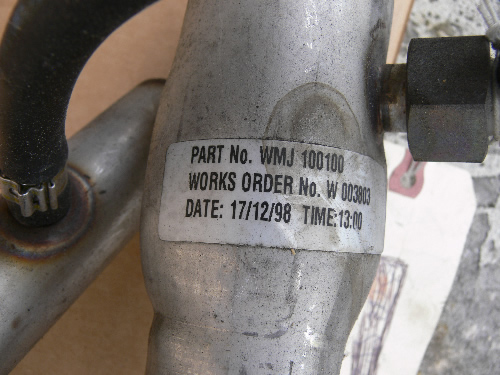 PART No. WMJ 100100
WORKS ORDER No. W 003803
DATE: 17/12/98 TIME:13:00